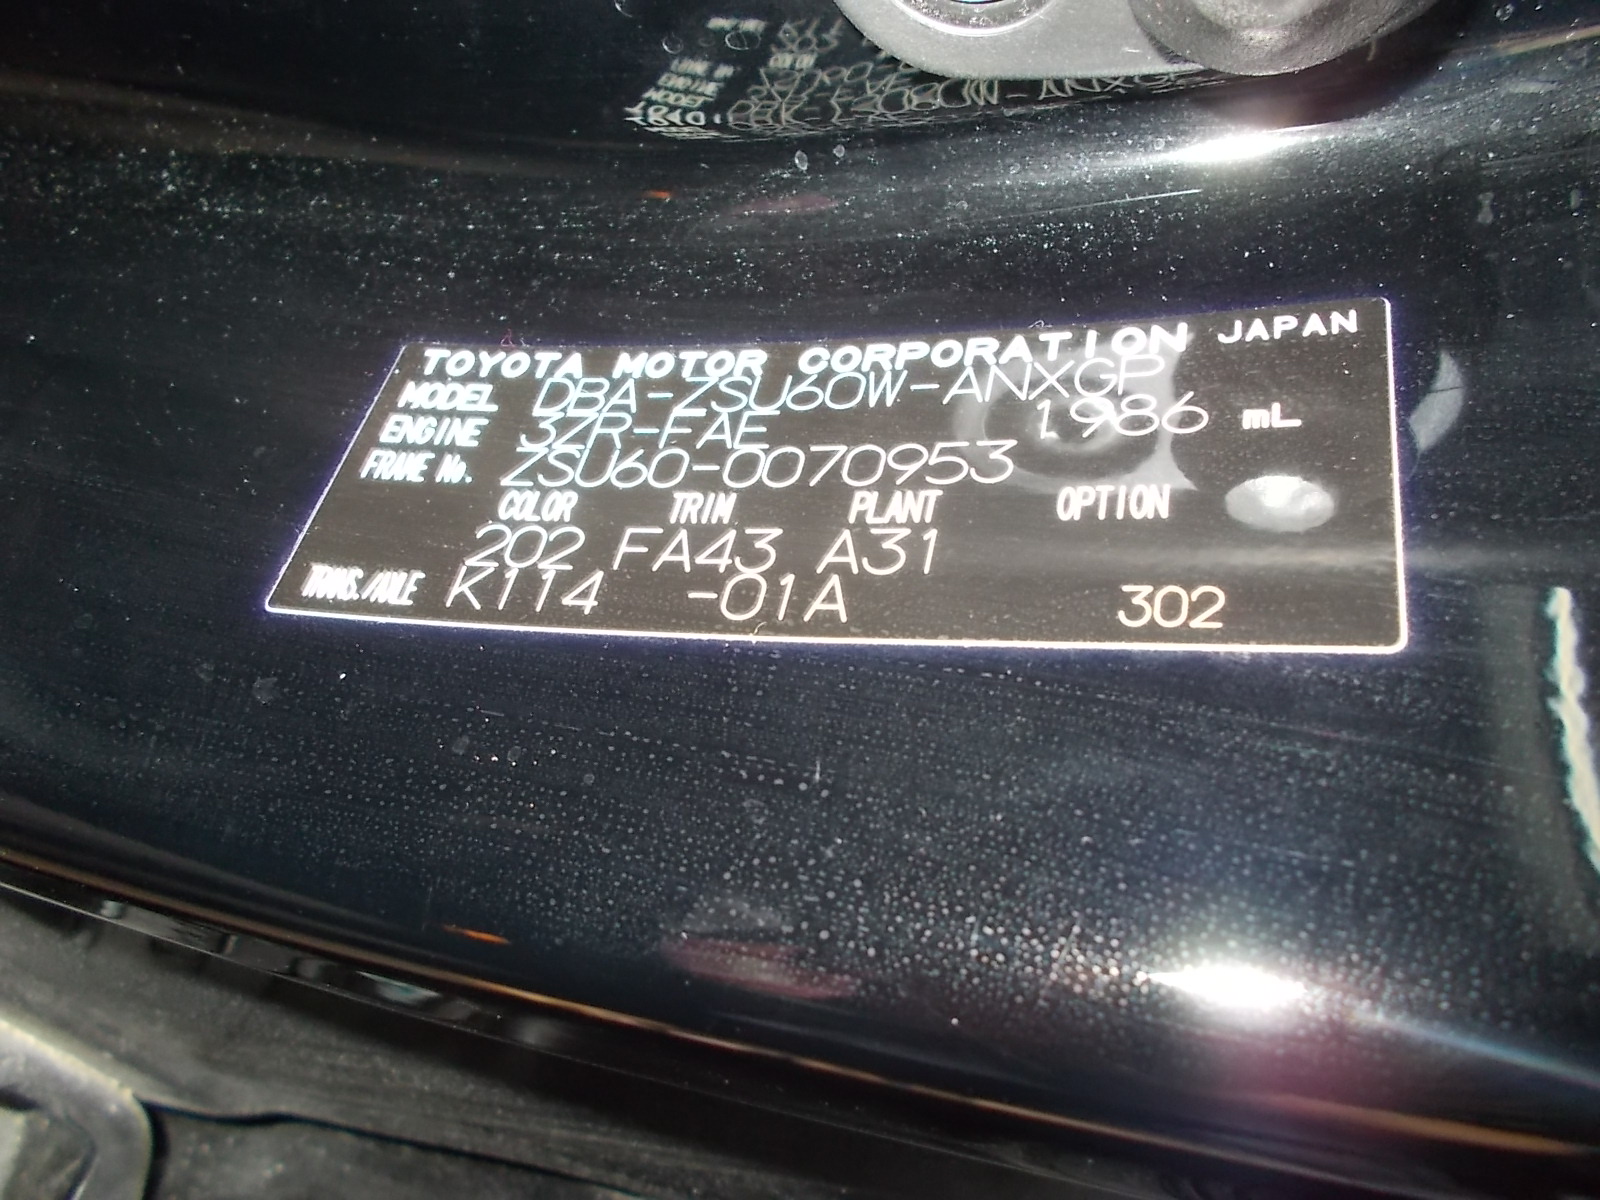 TOYOTA MOTOR CORPORATION JAPAN
MODEL DBA-ZSU60W-ANXGP
ENGINE 3ZR-FAE 1986 mL
FRAME No. ZSU60-0070953
COLOR TRIM PLANT OPTION
202 FA43 A31
TRANS./AXLE K114 -01A 302